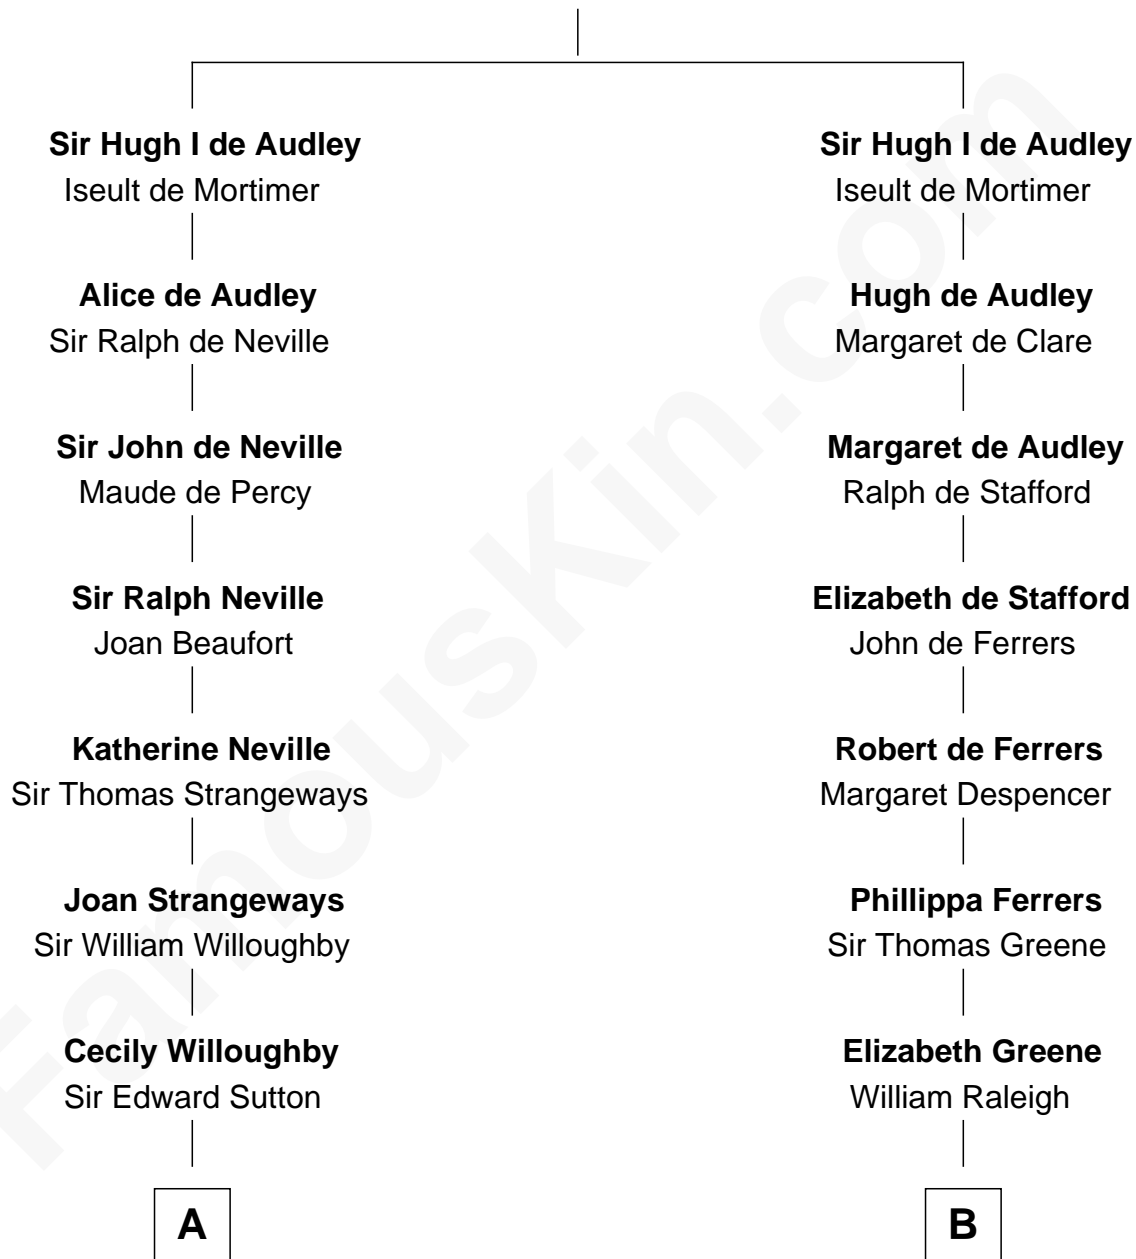 Sir Hugh I de Audley
Iseult de Mortimer
Alice de Audley
Sir Ralph de Neville
Sir John de Neville
Maude de Percy
Sir Ralph Neville
Joan Beaufort
Katherine Neville
Sir Thomas Strangeways
Joan Strangeways
Sir William Willoughby
Cecily Willoughby
Sir Edward Sutton
A
Sir Hugh I de Audley
Iseult de Mortimer
Hugh de Audley
Margaret de Clare
Margaret de Audley
Ralph de Stafford
Elizabeth de Stafford
John de Ferrers
Robert de Ferrers
Margaret Despencer
Phillippa Ferrers
Sir Thomas Greene
Elizabeth Greene
William Raleigh
B
FamousKin.com